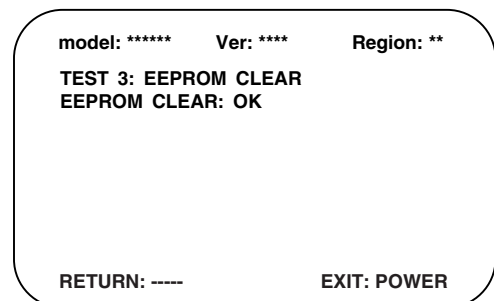 model: ****** Ver: **** Region: **
TEST 3: EEPROM CLEAR
EEPROM CLEAR: OK
RETURN: ----- EXIT: POWER